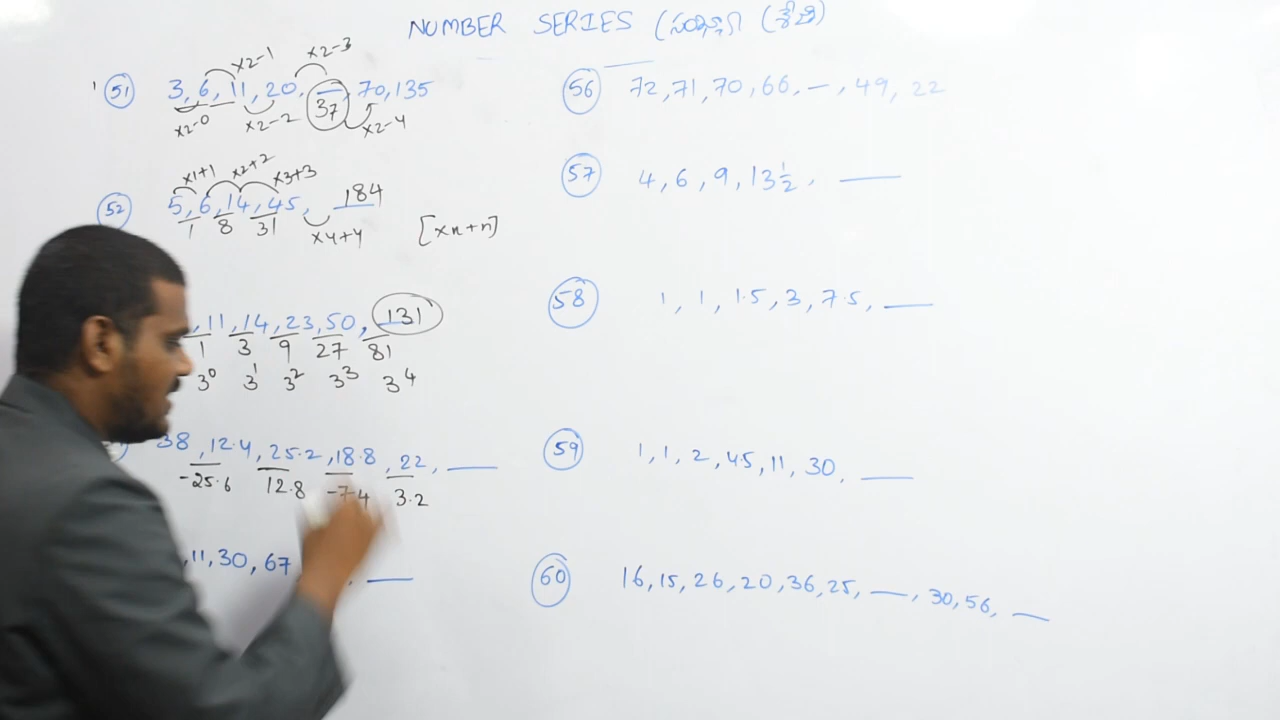 NUMBER SERIES (సంఖ్యా శ్రేణి)
×2-1 ×2-3
51 3, 6, 11, 20, 37, 70, 135
×2-0 ×2-2 ×2-4
×1+1 ×2+2 ×3+3
52 5, 6, 14, 45, 184
1 8 31 ×4+4 [×n+n]
, 11, 14, 23, 50, 131
1 3 9 27 81
3⁰ 3¹ 3² 3³ 3⁴
38, 12.4, 25.2, 18.8, 22, ___
-25.6 12.8 -7.4 3.2
, 11, 30, 67 , ___
56 72, 71, 70, 66, —, 49, 22
57 4, 6, 9, 13½, ___
58 1, 1, 1.5, 3, 7.5, ___
59 1, 1, 2, 45, 11, 30, ___
60 16, 15, 26, 20, 36, 25, —, 30, 56, —